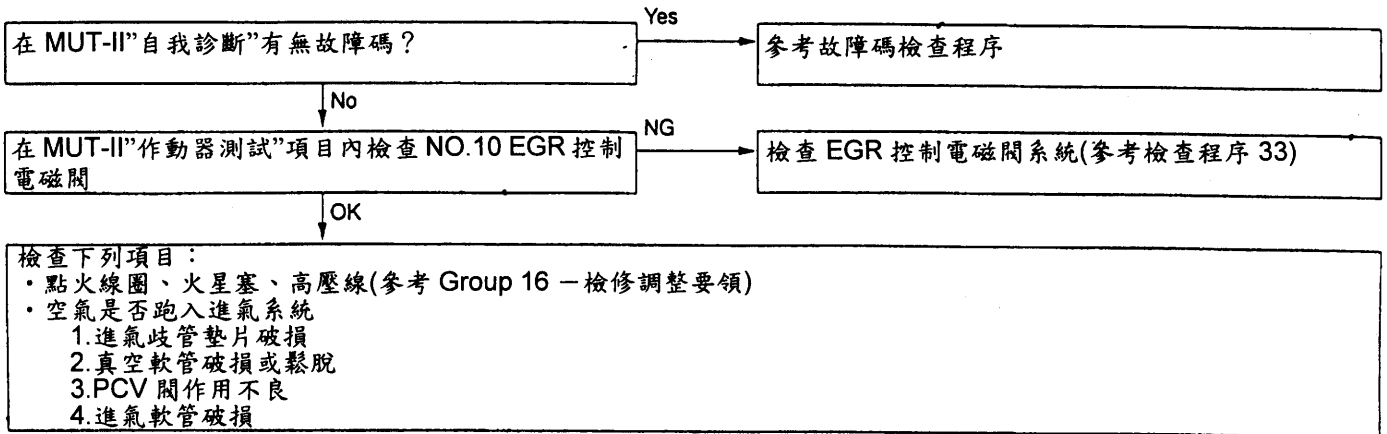 Yes
在 MUT-II"自我診斷"有無故障碼？
參考故障碼檢查程序
No
NG
在 MUT-II"作動器測試"項目內檢查 NO.10 EGR 控制
電磁閥
檢查 EGR 控制電磁閥系統(參考檢查程序 33)
OK
檢查下列項目：
・點火線圈、火星塞、高壓線(參考 Group 16 －檢修調整要領)
・空氣是否跑入進氣系統
1.進氣歧管墊片破損
2.真空軟管破損或鬆脫
3.PCV 閥作用不良
4.進氣軟管破損